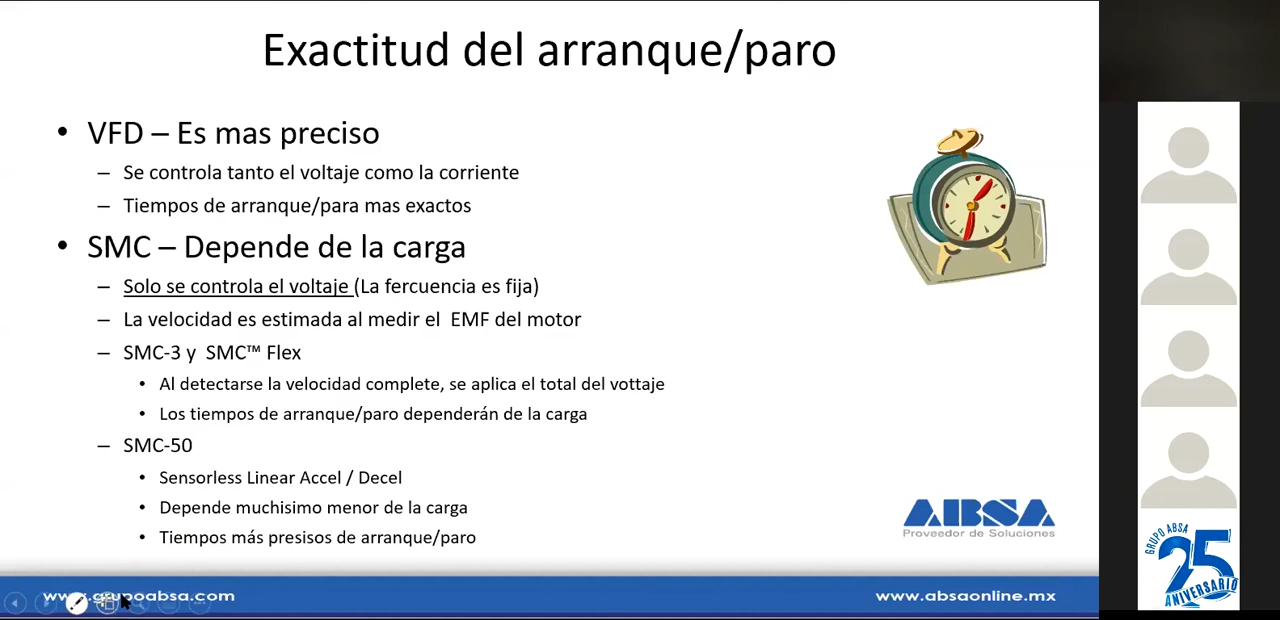 Exactitud del arranque/paro
• VFD – Es mas preciso
– Se controla tanto el voltaje como la corriente
– Tiempos de arranque/para mas exactos
• SMC – Depende de la carga
– Solo se controla el voltaje (La fercuencia es fija)
– La velocidad es estimada al medir el EMF del motor
– SMC-3 y SMC™ Flex
• Al detectarse la velocidad complete, se aplica el total del vottaje
• Los tiempos de arranque/paro dependerán de la carga
– SMC-50
• Sensorless Linear Accel / Decel
• Depende muchisimo menor de la carga
• Tiempos más presisos de arranque/paro
ABSA
Proveedor de Soluciones
www.grupoabsa.com
www.absaonline.mx
GRUPO ABSA
25
ANIVERSARIO